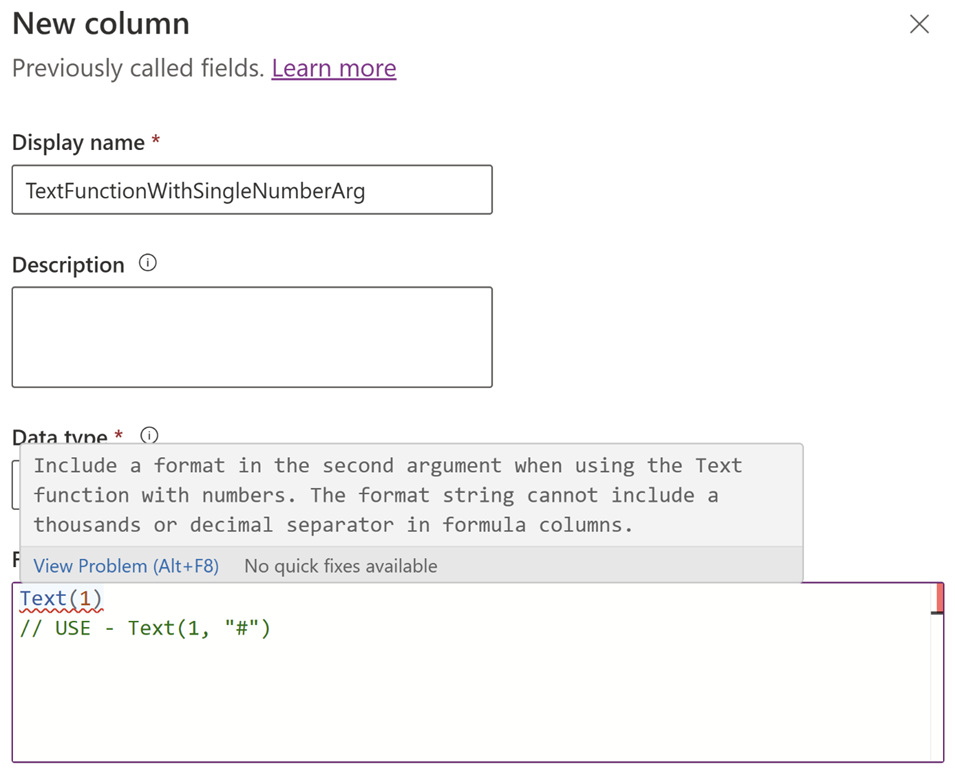 New column
Previously called fields. Learn more
Display name *
TextFunctionWithSingleNumberArg
Description
Data type *
Include a format in the second argument when using the Text
function with numbers. The format string cannot include a
thousands or decimal separator in formula columns.
F
View Problem (Alt+F8) No quick fixes available
Text(1)
// USE - Text(1, "#")